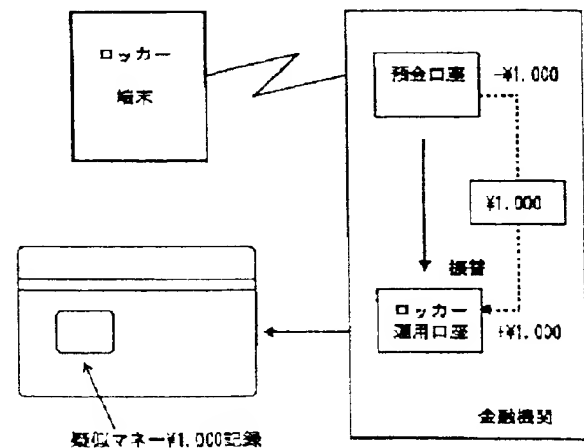 ロッカー
端末
預金口座
-¥1.000
¥1.000
振替
ロッカー
運用口座
+¥1.000
金融機関
疑似マネー¥1.000記録